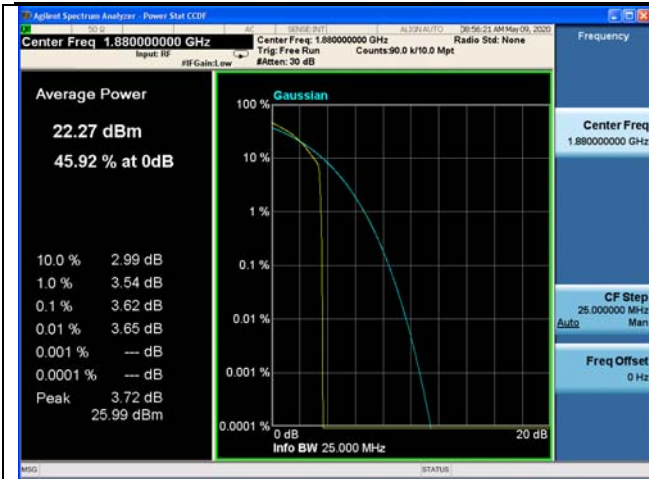 Agilent Spectrum Analyzer - Power Stat CCDF
50 Ω AC SENSE:INT ALIGN AUTO 08:56:21 AM May 09, 2020
Center Freq 1.880000000 GHz
Input: RF
#IFGain:Low
Center Freq: 1.880000000 GHz
Radio Std: None
Trig: Free Run
Counts:90.0 k/10.0 Mpt
#Atten: 30 dB
Frequency
Average Power
22.27 dBm
45.92 % at 0dB
10.0 % 2.99 dB
1.0 % 3.54 dB
0.1 % 3.62 dB
0.01 % 3.65 dB
0.001 % --- dB
0.0001 % --- dB
Peak 3.72 dB
25.99 dBm
Gaussian
100 %
10 %
1 %
0.1 %
0.01 %
0.001 %
0.0001 %
0 dB
20 dB
Info BW 25.000 MHz
Center Freq
1.880000000 GHz
CF Step
25.000000 MHz
Auto Man
Freq Offset
0 Hz
MSG
STATUS